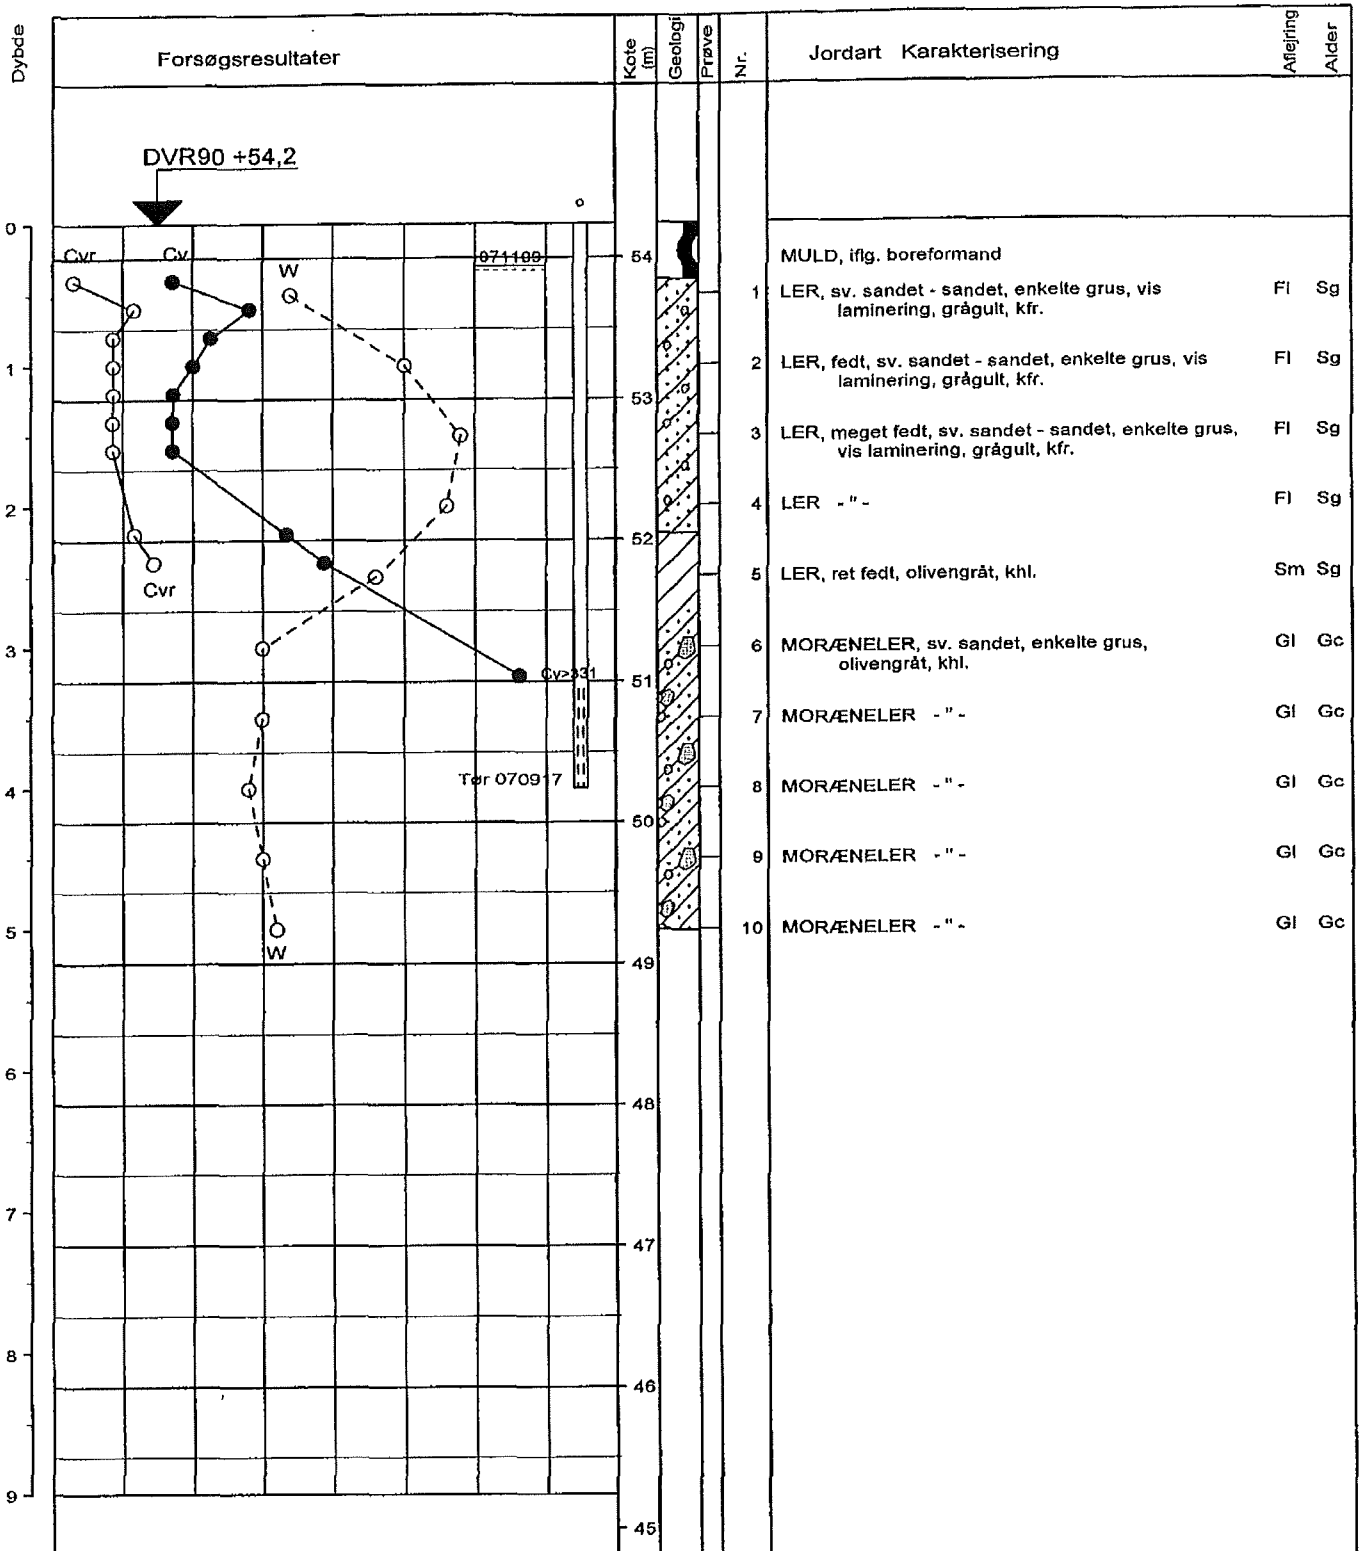 Dybde
Forsøgsresultater
Kote (m)
Geologi
Prøve
Nr.
Jordart Karakterisering
Aflejring
Alder
DVR90 +54,2
0
1
2
3
4
5
6
7
8
9
Cvr
Cv
W
071109
Cvr
Cv>331
Tør 070917
W
54
53
52
51
50
49
48
47
46
45
MULD, iflg. boreformand
1 LER, sv. sandet - sandet, enkelte grus, vis Fl Sg
laminering, grågult, kfr.
2 LER, fedt, sv. sandet - sandet, enkelte grus, vis Fl Sg
laminering, grågult, kfr.
3 LER, meget fedt, sv. sandet - sandet, enkelte grus, Fl Sg
vis laminering, grågult, kfr.
4 LER - " - Fl Sg
5 LER, ret fedt, olivengråt, khl. Sm Sg
6 MORÆNELER, sv. sandet, enkelte grus, Gl Gc
olivengråt, khl.
7 MORÆNELER - " - Gl Gc
8 MORÆNELER - " - Gl Gc
9 MORÆNELER - " - Gl Gc
10 MORÆNELER - " - Gl Gc